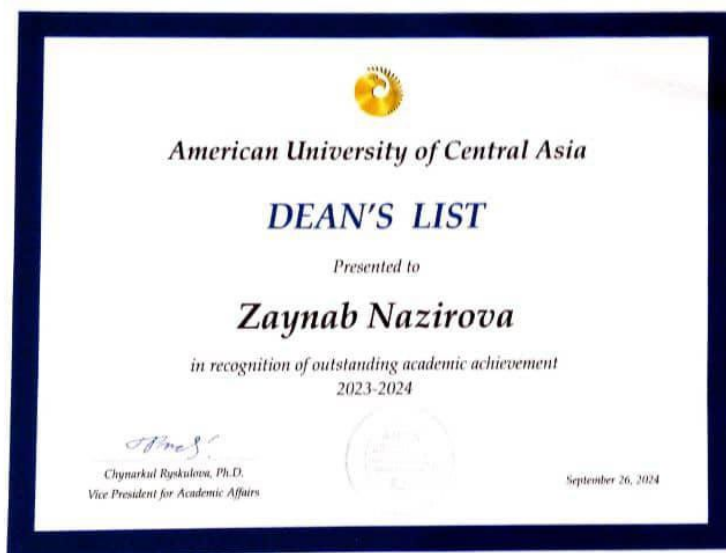 American University of Central Asia
DEAN'S LIST
Presented to
Zaynab Nazirova
in recognition of outstanding academic achievement
2023-2024
Chynarkul Ryskulova, Ph.D.
Vice President for Academic Affairs
September 26, 2024